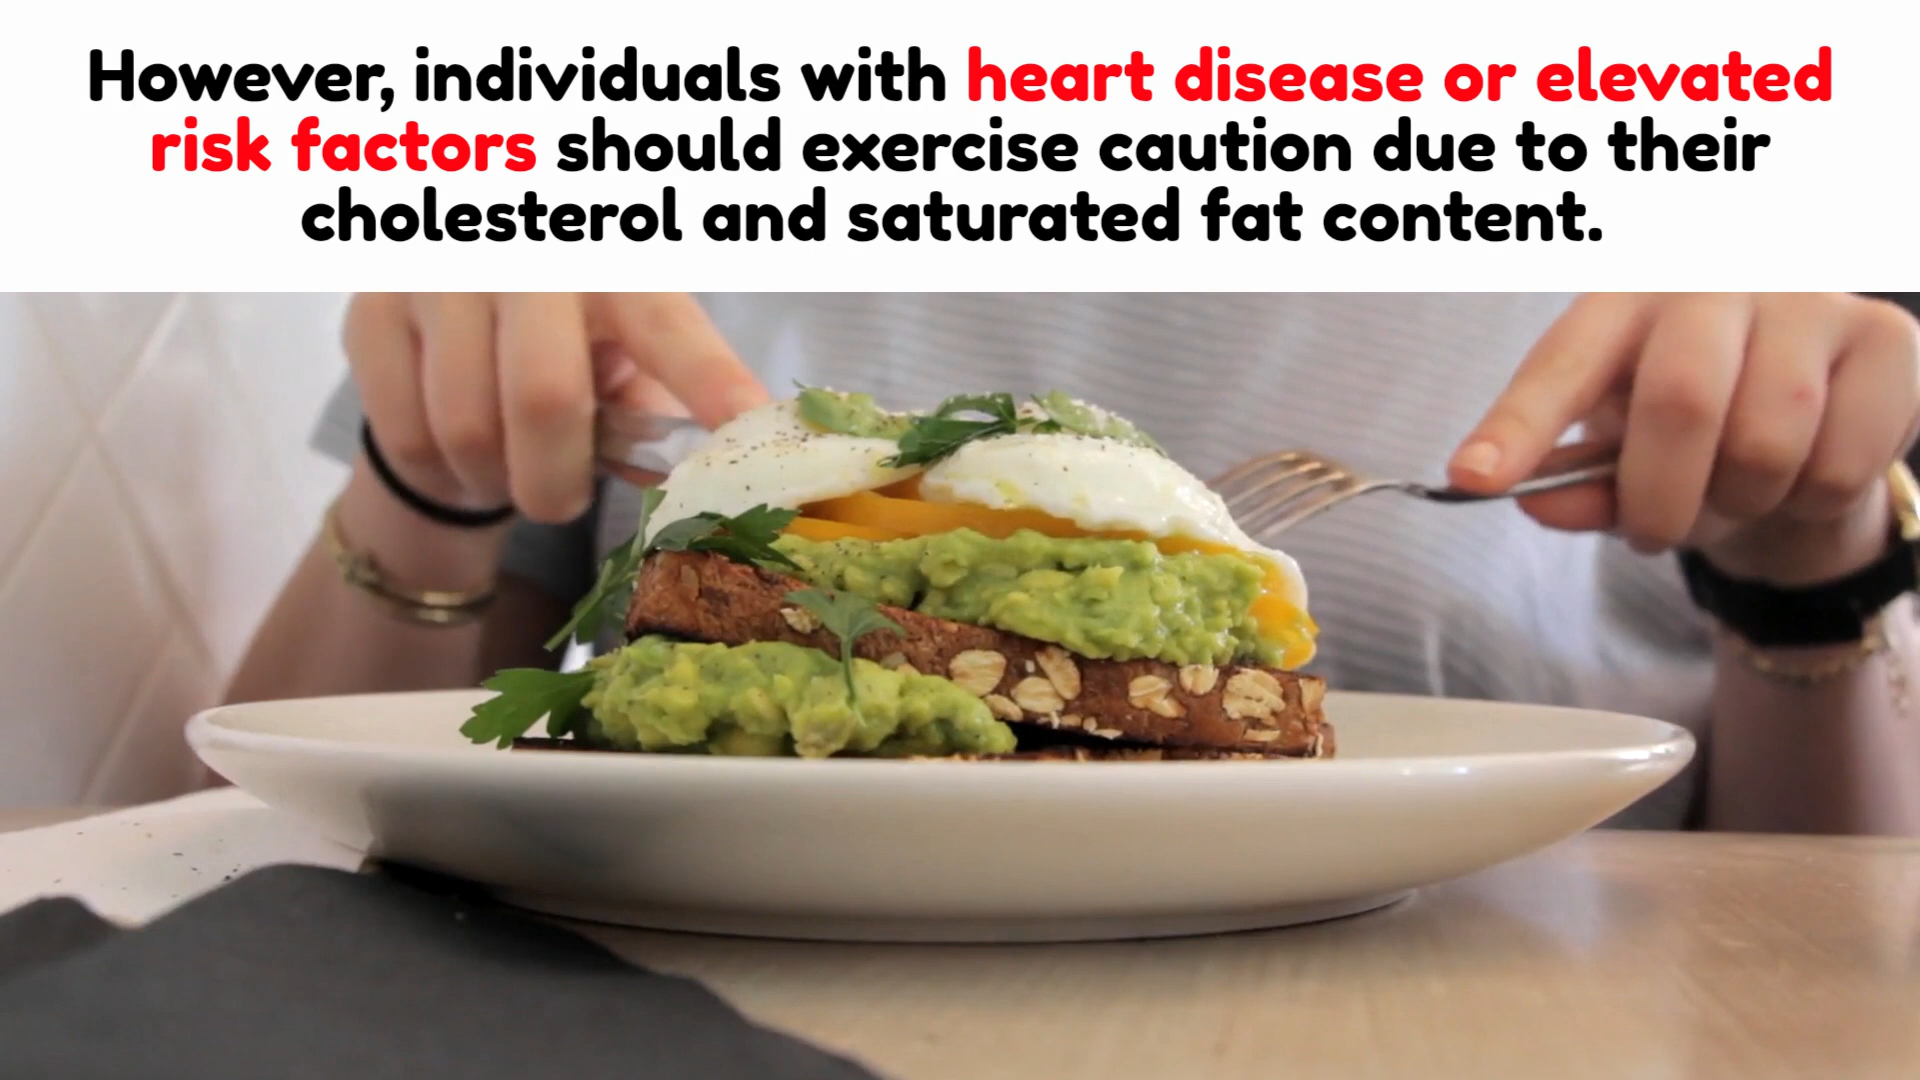 However, individuals with heart disease or elevated
risk factors should exercise caution due to their
cholesterol and saturated fat content.